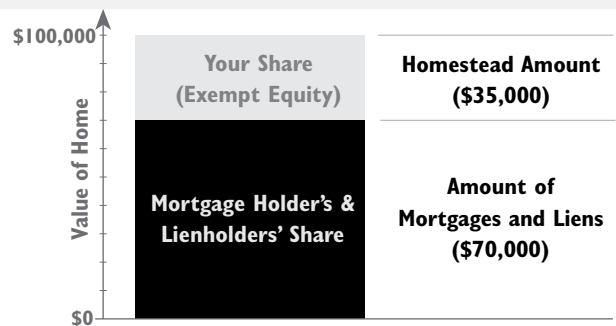 $100,000
Value of Home
$0
Your Share
(Exempt Equity)
Mortgage Holder’s &
Lienholders’ Share
Homestead Amount
($35,000)
Amount of
Mortgages and Liens
($70,000)